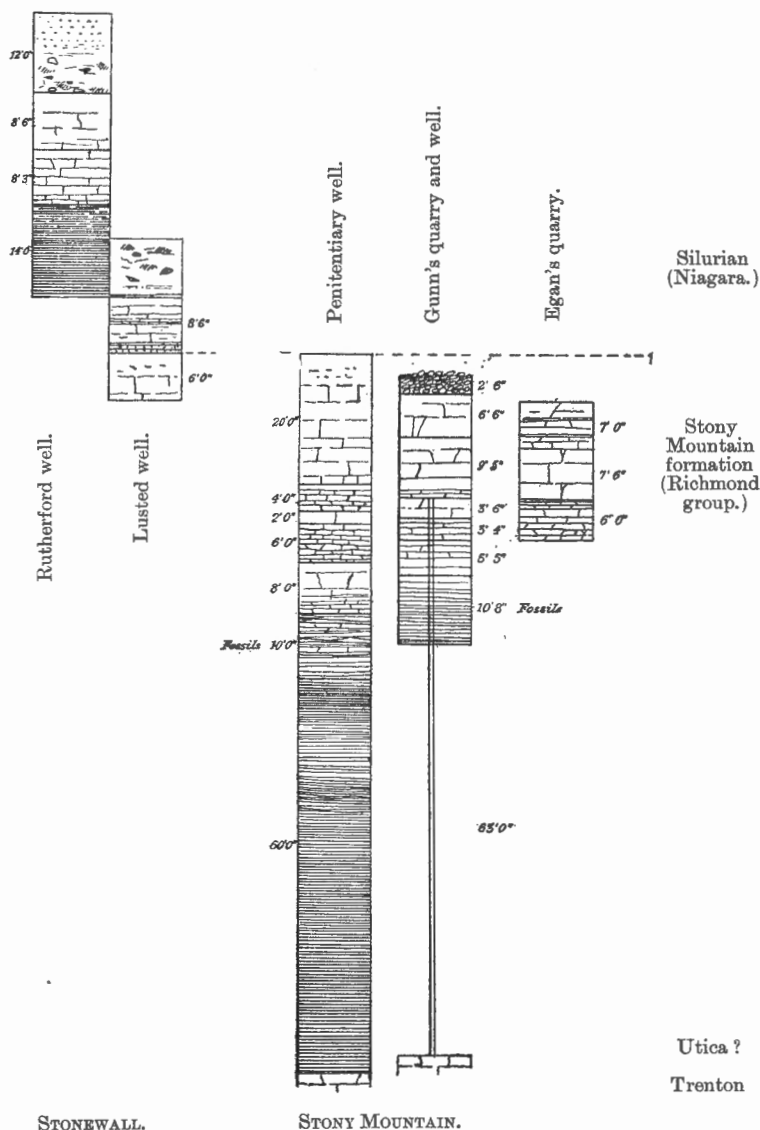 12'0"
8'6"
8'3"
14'0"
8'6"
6'0"
Rutherford well.
Lusted well.
Penitentiary well.
Gunn's quarry and well.
Egan's quarry.
Silurian
(Niagara.)
20'0"
4'0"
2'0"
6'0"
8'0"
Fossils 10'0"
60'0"
2'6"
6'6"
9'5"
3'6"
3'4"
5'5"
10'8" Fossils
63'0"
7'0"
7'6"
6'0"
Stony
Mountain
formation
(Richmond
group.)
Utica ?
Trenton
STONEWALL.
STONY MOUNTAIN.